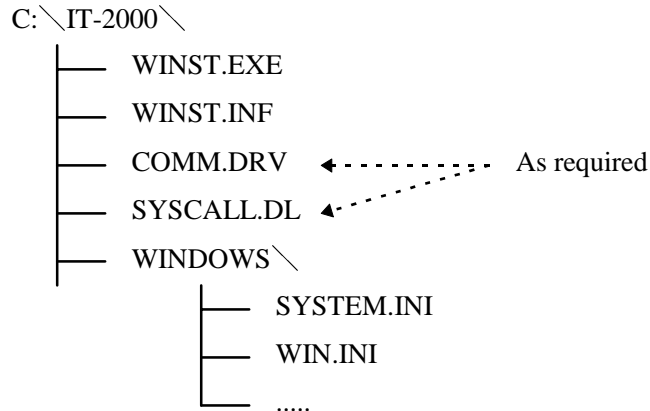 C:\IT-2000\
WINST.EXE
WINST.INF
COMM.DRV As required
SYSCALL.DL
WINDOWS\
SYSTEM.INI
WIN.INI
.....